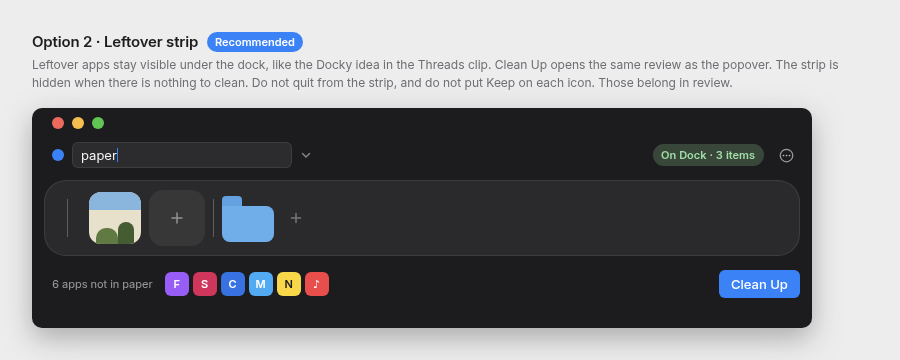 Option 2 · Leftover strip Recommended
Leftover apps stay visible under the dock, like the Docky idea in the Threads clip. Clean Up opens the same review as the popover. The strip is
hidden when there is nothing to clean. Do not quit from the strip, and do not put Keep on each icon. Those belong in review.
paper On Dock · 3 items
6 apps not in paper F S C M N ♪ Clean Up